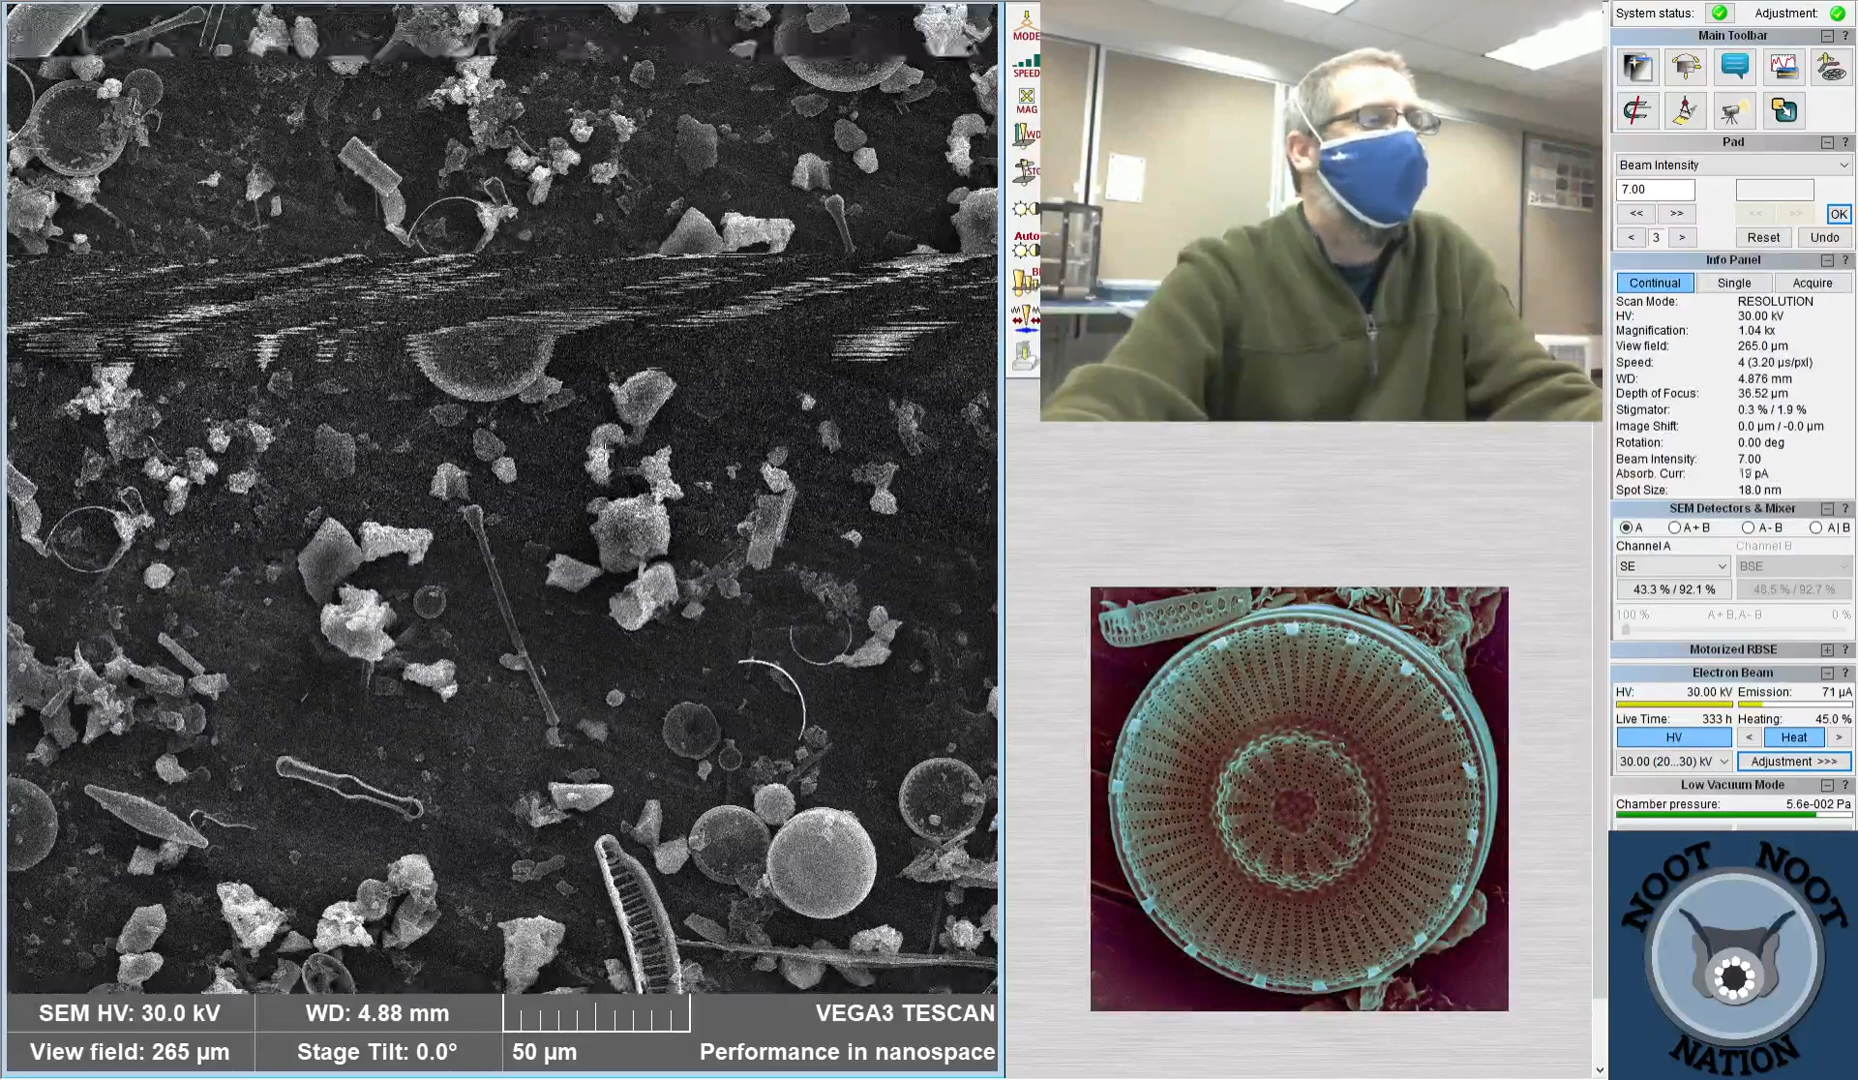 SEM HV: 30.0 kV
WD: 4.88 mm
VEGA3 TESCAN
View field: 265 µm
Stage Tilt: 0.0°
50 µm
Performance in nanospace
MODE
SPEED
MAG
WD
Auto
System status:
Adjustment:
Main Toolbar
?
Pad
?
Beam Intensity
7.00
<<
>>
<<
>>
OK
<
3
>
Reset
Undo
Info Panel
?
Continual
Single
Acquire
Scan Mode: RESOLUTION
HV: 30.00 kV
Magnification: 1.04 kx
View field: 265.0 µm
Speed: 4 (3.20 µs/pxl)
WD: 4.876 mm
Depth of Focus: 36.52 µm
Stigmator: 0.3 % / 1.9 %
Image Shift: 0.0 µm / -0.0 µm
Rotation: 0.00 deg
Beam Intensity: 7.00
Absorb. Curr: 19 pA
Spot Size: 18.0 nm
SEM Detectors & Mixer
?
A
A + B
A - B
A | B
Channel A
Channel B
SE
BSE
43.3 % / 92.1 %
48.5 % / 92.7 %
100 %
A + B, A - B
0 %
Motorized RBSE
?
Electron Beam
?
HV: 30.00 kV
Emission: 71 µA
Live Time: 333 h
Heating: 45.0 %
HV
<
Heat
>
30.00 (20...30) kV
Adjustment >>>
Low Vacuum Mode
?
Chamber pressure: 5.6e-002 Pa
NOOT NOOT
NATION